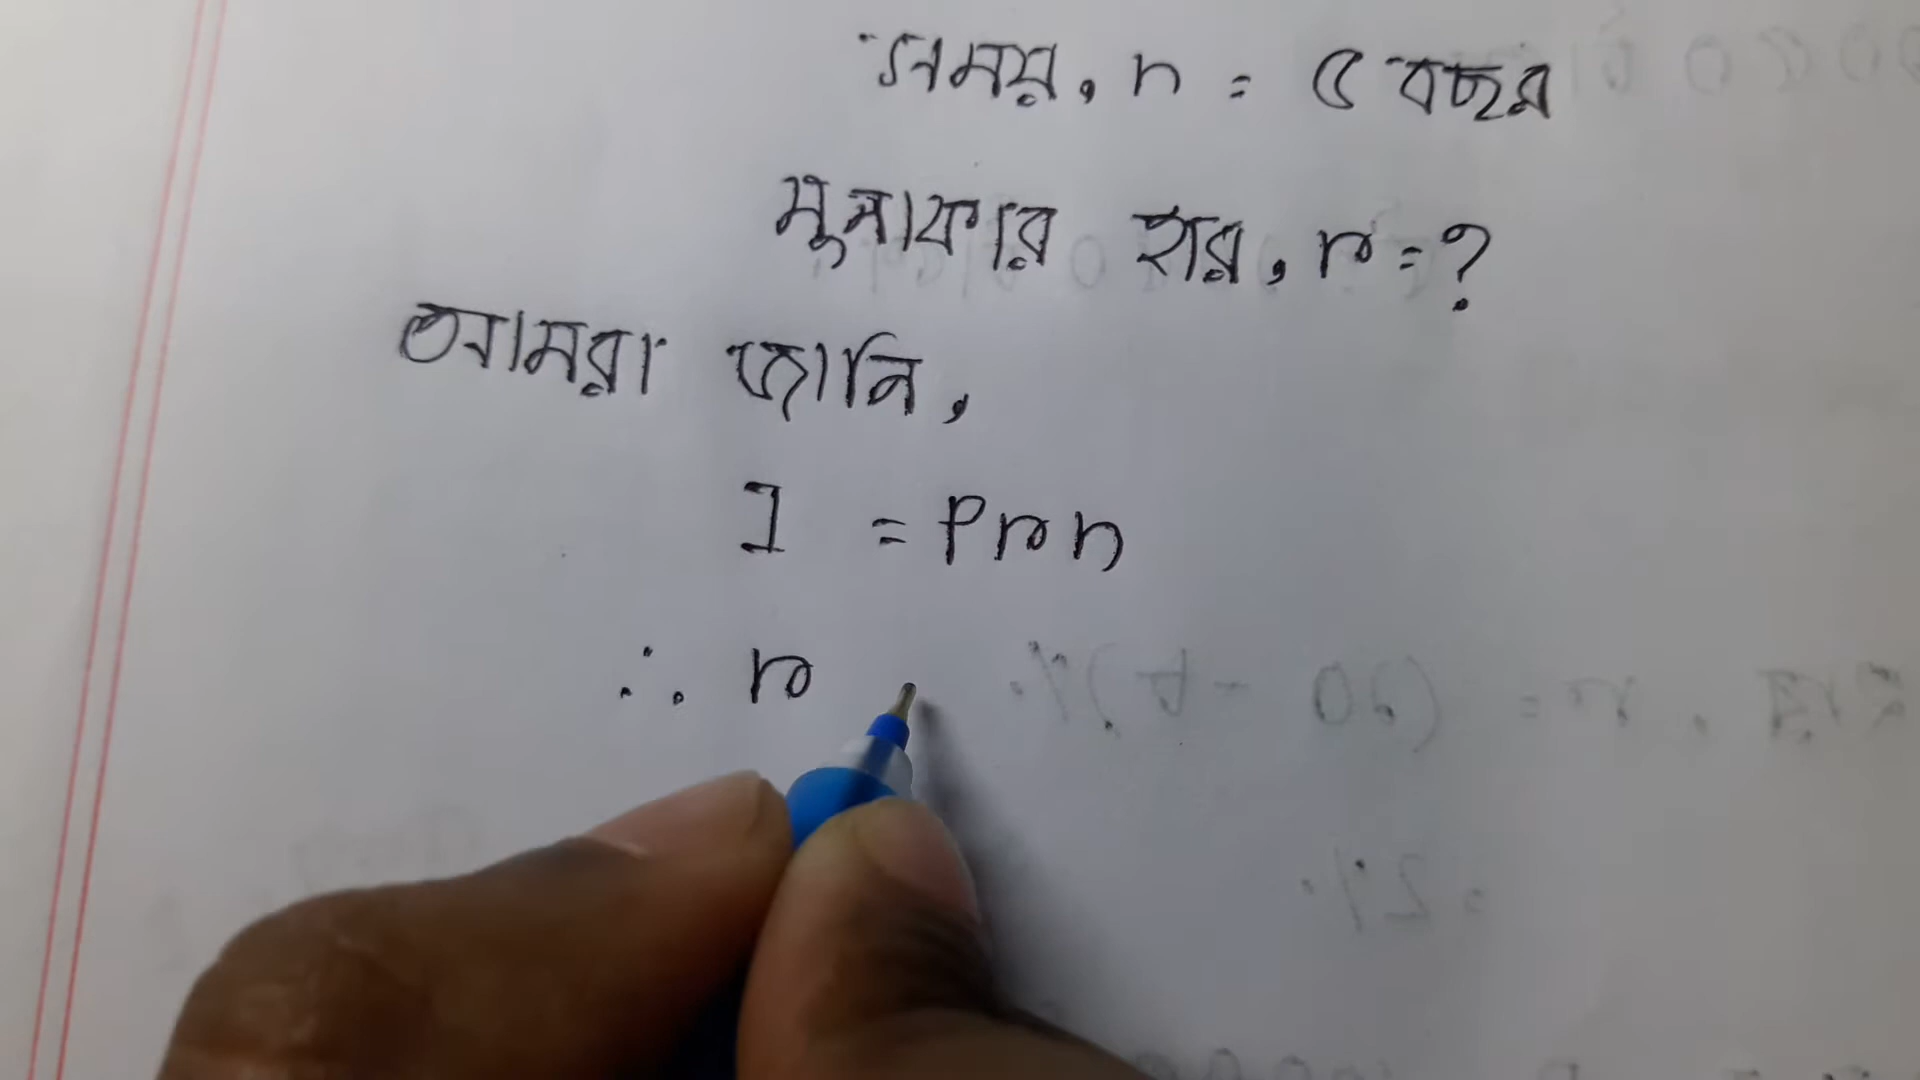 সময়, n = ৫ বছর
মুনাফার হার, r = ?
আমরা জানি,
I = Prn
∴ r